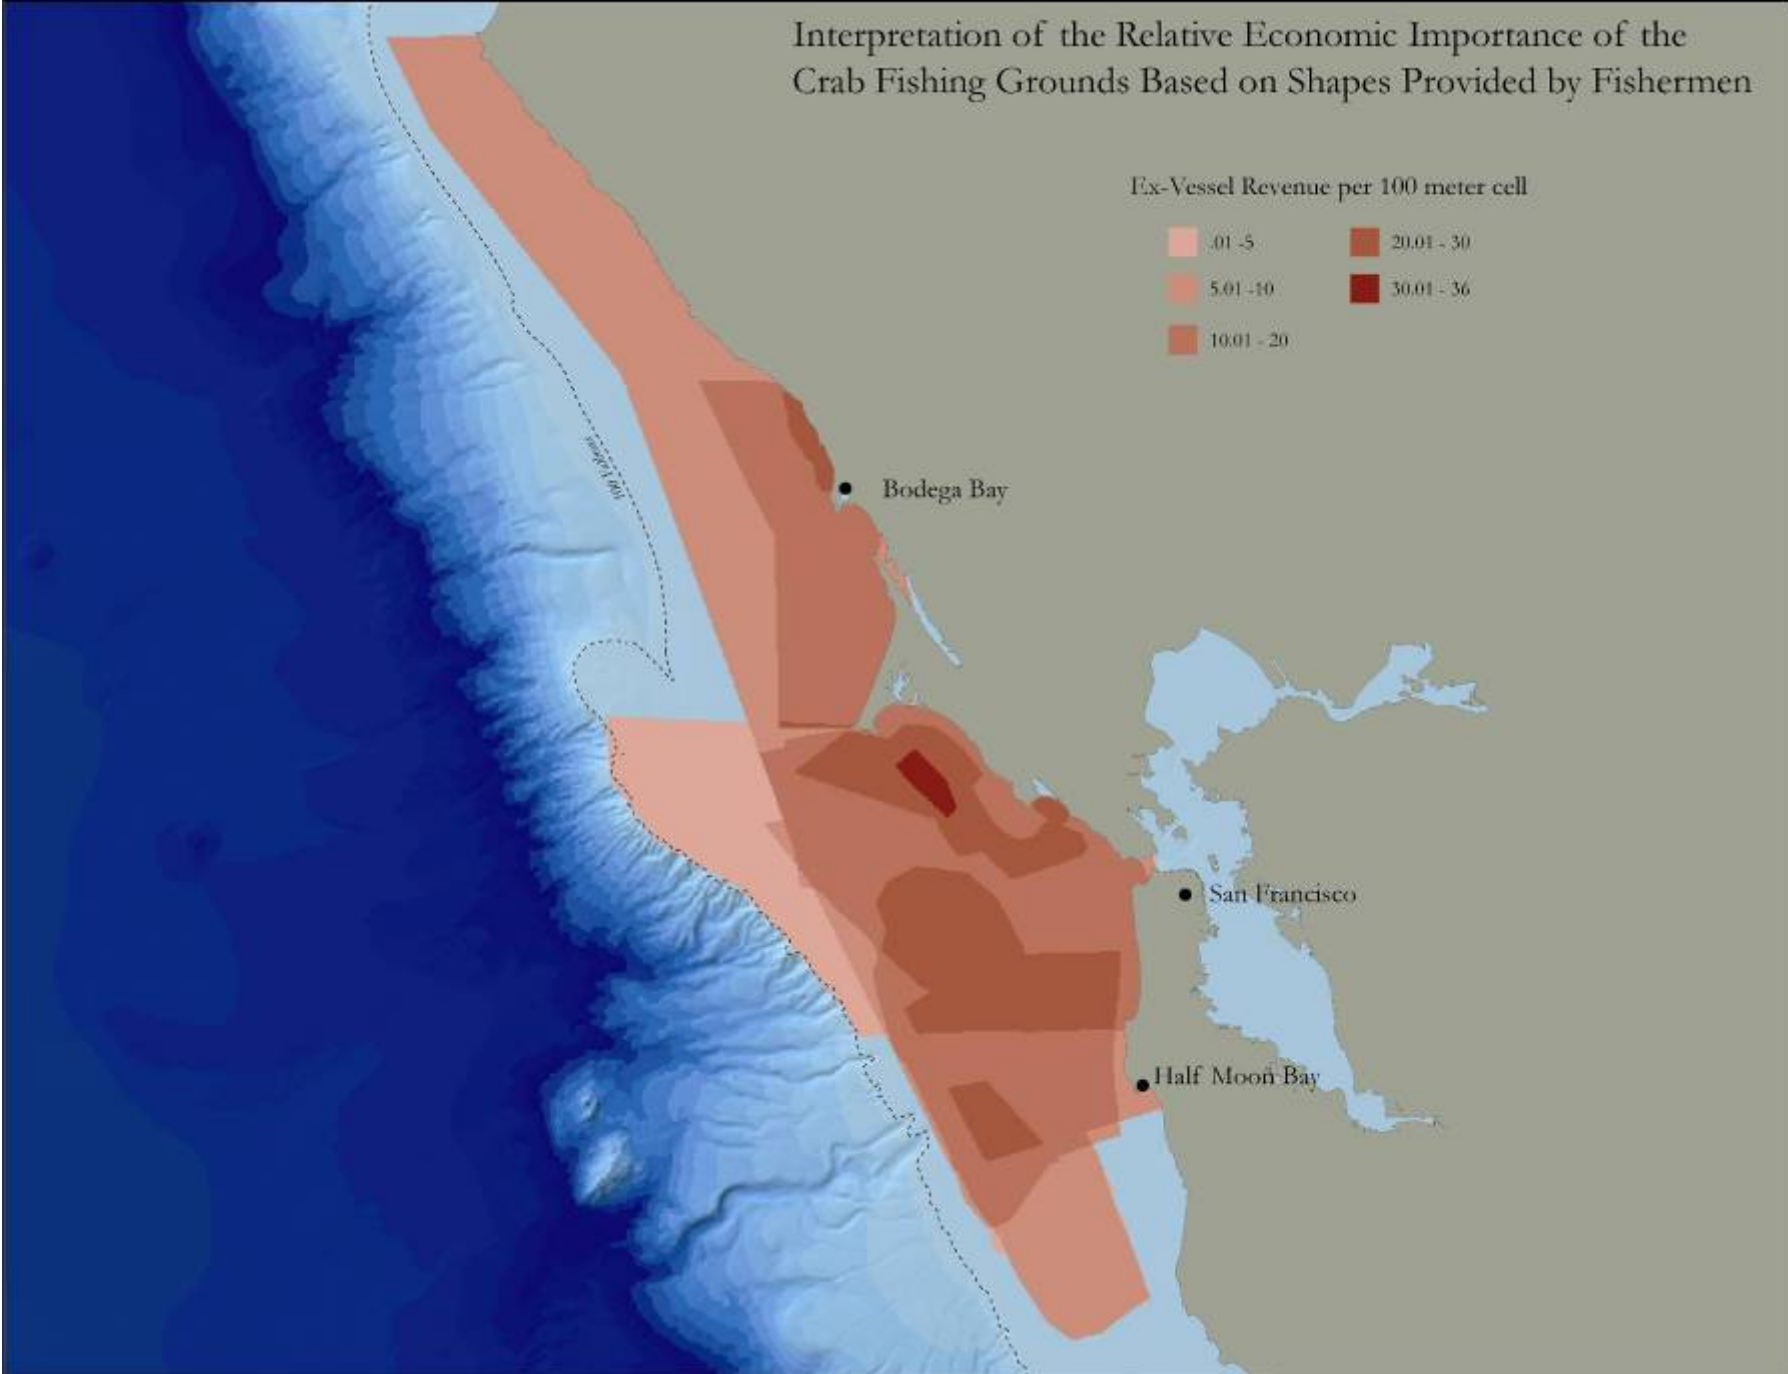 Interpretation of the Relative Economic Importance of the
Crab Fishing Grounds Based on Shapes Provided by Fishermen
Ex-Vessel Revenue per 100 meter cell
.01 -5
20.01 - 30
5.01 -10
30.01 - 36
10.01 - 20
100
Bodega Bay
San Francisco
Half Moon Bay